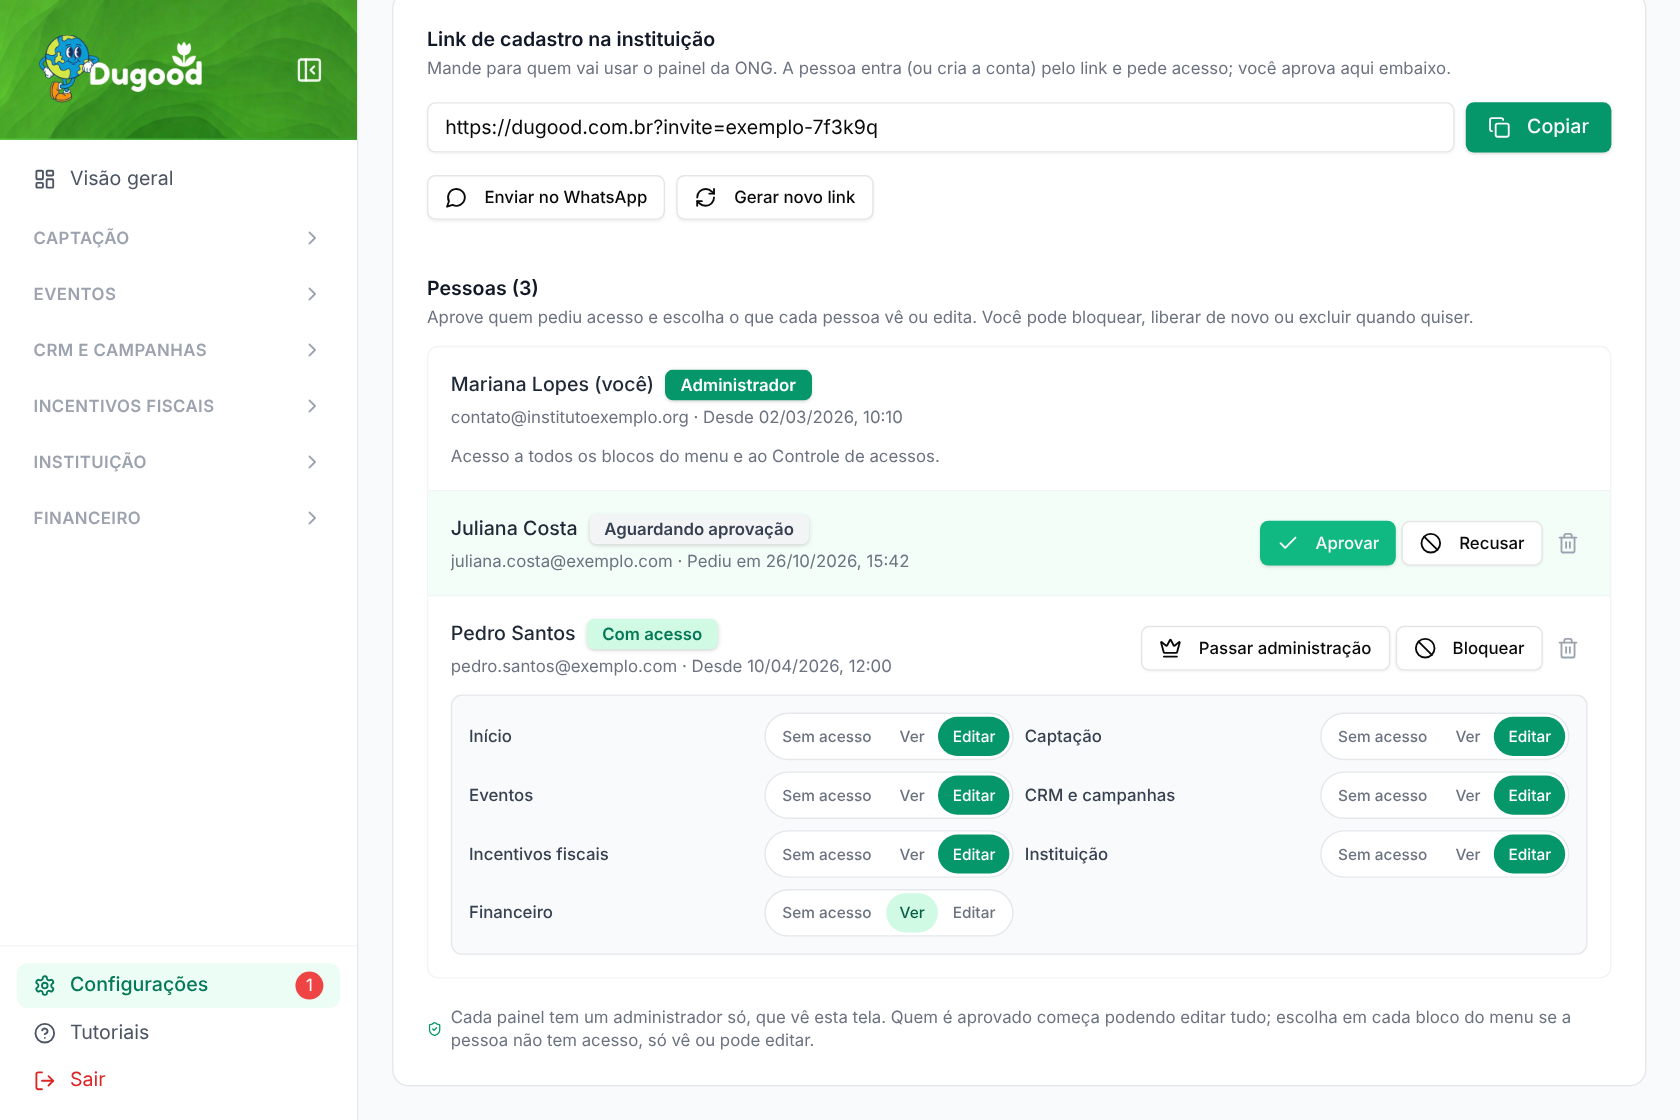 Dugood
Visão geral
CAPTAÇÃO
EVENTOS
CRM E CAMPANHAS
INCENTIVOS FISCAIS
INSTITUIÇÃO
FINANCEIRO
Configurações 1
Tutoriais
Sair
Link de cadastro na instituição
Mande para quem vai usar o painel da ONG. A pessoa entra (ou cria a conta) pelo link e pede acesso; você aprova aqui embaixo.
https://dugood.com.br?invite=exemplo-7f3k9q Copiar
Enviar no WhatsApp Gerar novo link
Pessoas (3)
Aprove quem pediu acesso e escolha o que cada pessoa vê ou edita. Você pode bloquear, liberar de novo ou excluir quando quiser.
Mariana Lopes (você) Administrador
contato@institutoexemplo.org · Desde 02/03/2026, 10:10
Acesso a todos os blocos do menu e ao Controle de acessos.
Juliana Costa Aguardando aprovação
juliana.costa@exemplo.com · Pediu em 26/10/2026, 15:42
Aprovar Recusar
Pedro Santos Com acesso
pedro.santos@exemplo.com · Desde 10/04/2026, 12:00
Passar administração Bloquear
Início Sem acesso Ver Editar Captação Sem acesso Ver Editar
Eventos Sem acesso Ver Editar CRM e campanhas Sem acesso Ver Editar
Incentivos fiscais Sem acesso Ver Editar Instituição Sem acesso Ver Editar
Financeiro Sem acesso Ver Editar
Cada painel tem um administrador só, que vê esta tela. Quem é aprovado começa podendo editar tudo; escolha em cada bloco do menu se a
pessoa não tem acesso, só vê ou pode editar.